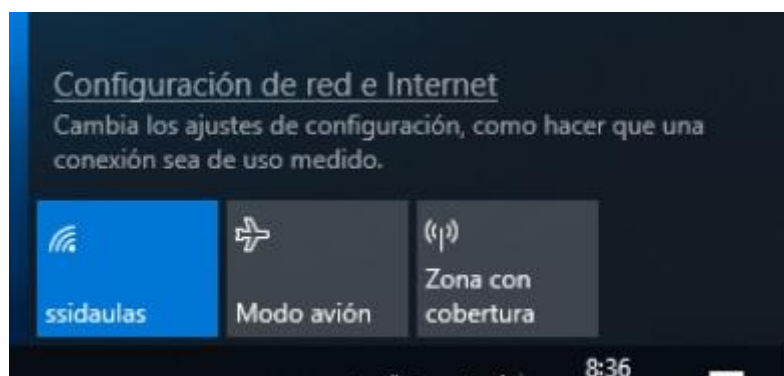 Configuración de red e Internet
Cambia los ajustes de configuración, como hacer que una
conexión sea de uso medido.
ssidaulas
Modo avión
Zona con
cobertura
8:36